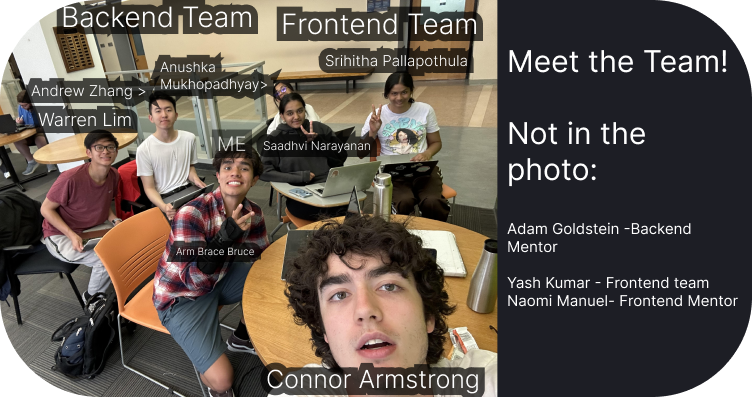 Backend Team
Frontend Team
Srihitha Pallapothula
Anushka
Mukhopadhyay>
Andrew Zhang >
Warren Lim
ME
Saadhvi Narayanan
Arm Brace Bruce
Connor Armstrong
Meet the Team!
Not in the
photo:
Adam Goldstein -Backend
Mentor
Yash Kumar - Frontend team
Naomi Manuel- Frontend Mentor